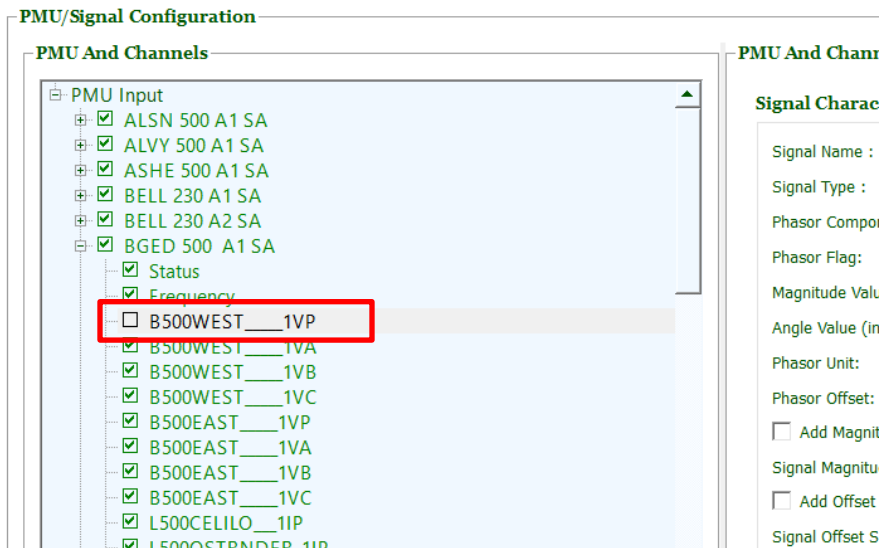 PMU/Signal Configuration
PMU And Channels
PMU Input
ALSN 500 A1 SA
ALVY 500 A1 SA
ASHE 500 A1 SA
BELL 230 A1 SA
BELL 230 A2 SA
BGED 500  A1 SA
Status
Frequency
B500WEST____1VP
B500WEST____1VA
B500WEST____1VB
B500WEST____1VC
B500EAST____1VP
B500EAST____1VA
B500EAST____1VB
B500EAST____1VC
L500CELILO__1IP
PMU And Chann
Signal Charac
Signal Name :
Signal Type :
Phasor Compo
Phasor Flag:
Magnitude Valu
Angle Value (in
Phasor Unit:
Phasor Offset:
Add Magnit
Signal Magnitu
Add Offset
Signal Offset S